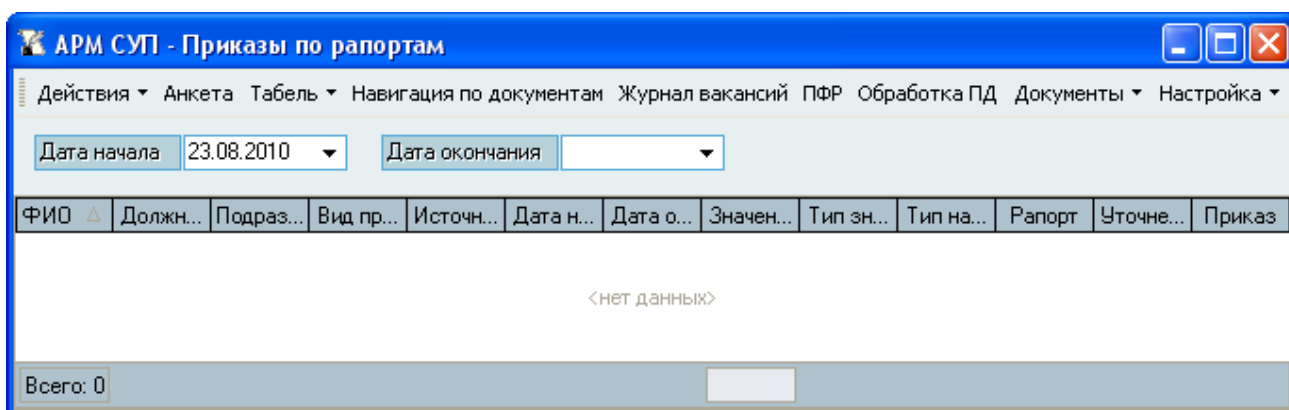 АРМ СУП - Приказы по рапортам
Действия Анкета Табель Навигация по документам Журнал вакансий ПФР Обработка ПД Документы Настройка
Дата начала 23.08.2010 Дата окончания
ФИО Должн... Подраз... Вид пр... Источн... Дата н... Дата о... Значен... Тип зн... Тип на... Рапорт Уточне... Приказ
<нет данных>
Всего: 0